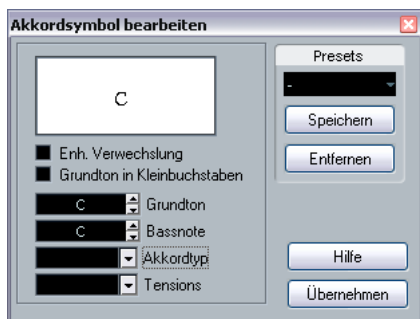 Akkordsymbol bearbeiten
C
Enh. Verwechslung
Grundton in Kleinbuchstaben
C Grundton
C Bassnote
Akkordtyp
Tensions
Presets
-
Speichern
Entfernen
Hilfe
Übernehmen